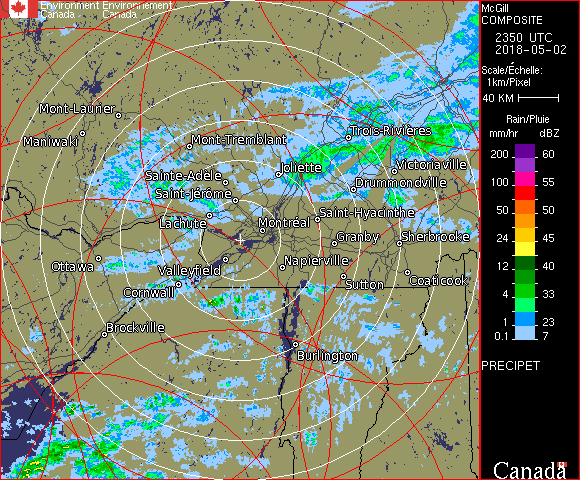 Environment Environnement
Canada Canada
McGill
COMPOSITE
2350 UTC
2018-05-02
Scale/Échelle:
1km/Pixel
40 KM
Rain/Pluie
mm/hr dBZ
200 60
100 55
50 50
24 45
12 40
4 33
1 23
0.1 7
PRECIPET
Mont-Laurier
Maniwaki
Mont-Tremblant
Trois-Rivières
Sainte-Adèle
Joliette
Victoriaville
Saint-Jérôme
Drummondville
Lachute
Montréal
Saint-Hyacinthe
Granby
Sherbrooke
Ottawa
Valleyfield
Napierville
Cornwall
Sutton
Coaticook
Brockville
Burlington
Canada